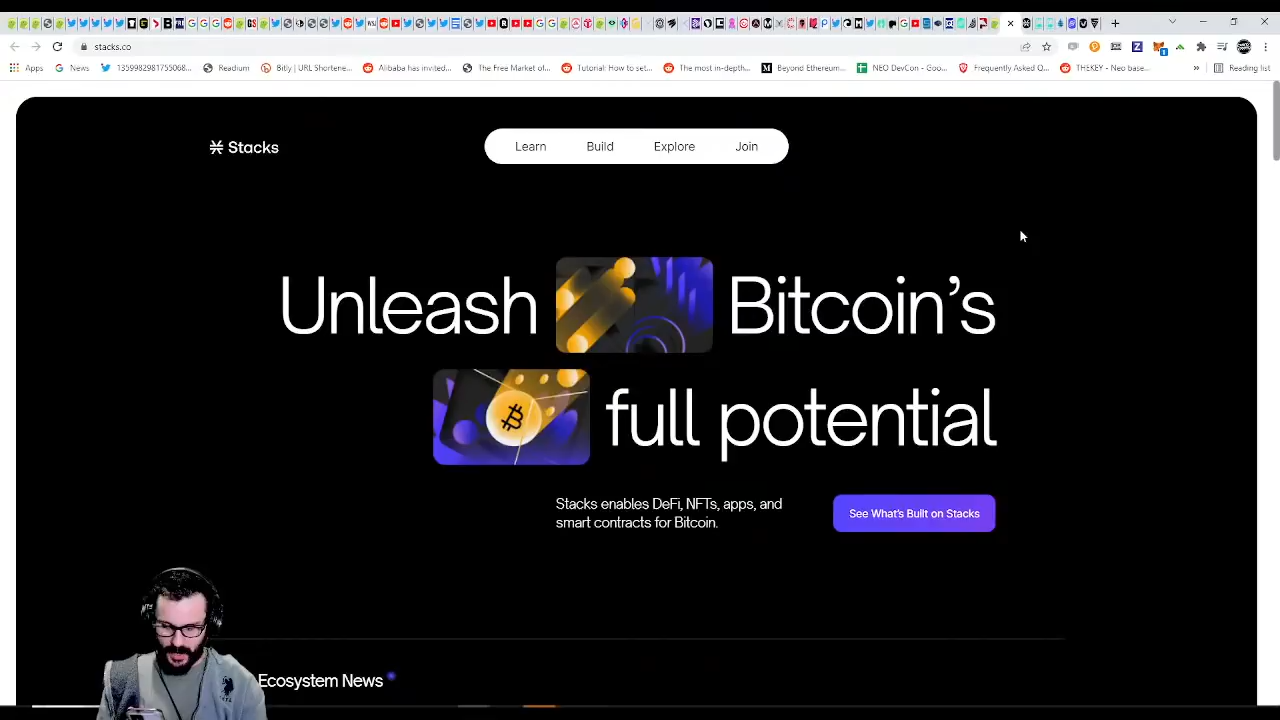 stacks.co
Apps
News
1359982981755068...
Readium
Bitly | URL Shortene...
Alibaba has invited...
The Free Market of...
Tutorial: How to set...
The most in-depth...
Beyond Ethereum...
NEO DevCon - Goo...
Frequently Asked Q...
THEKEY - Neo base...
»
Reading list
Stacks
Learn
Build
Explore
Join
Unleash Bitcoin’s
full potential
Stacks enables DeFi, NFTs, apps, and
smart contracts for Bitcoin.
See What's Built on Stacks
Ecosystem News